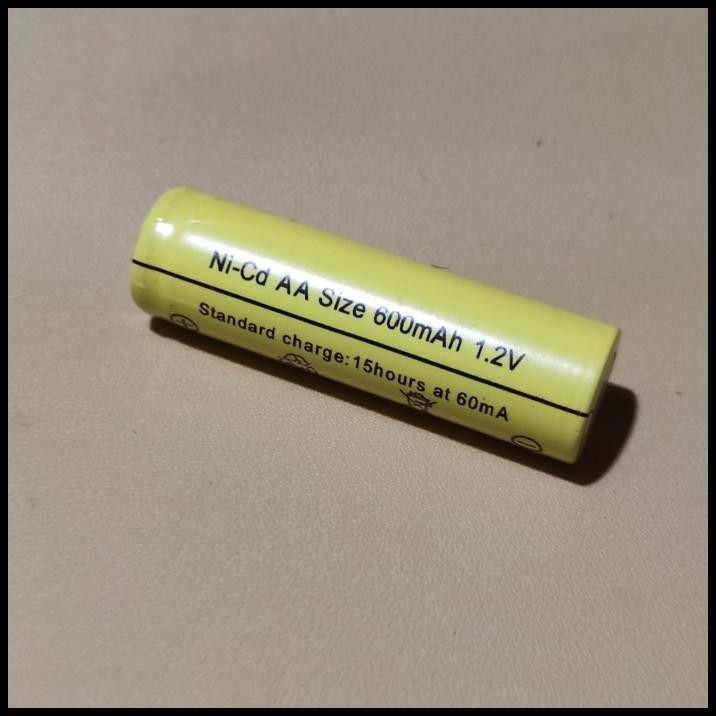 Ni-Cd AA Size 600mAh 1.2V
Standard charge:15hours at 60mA